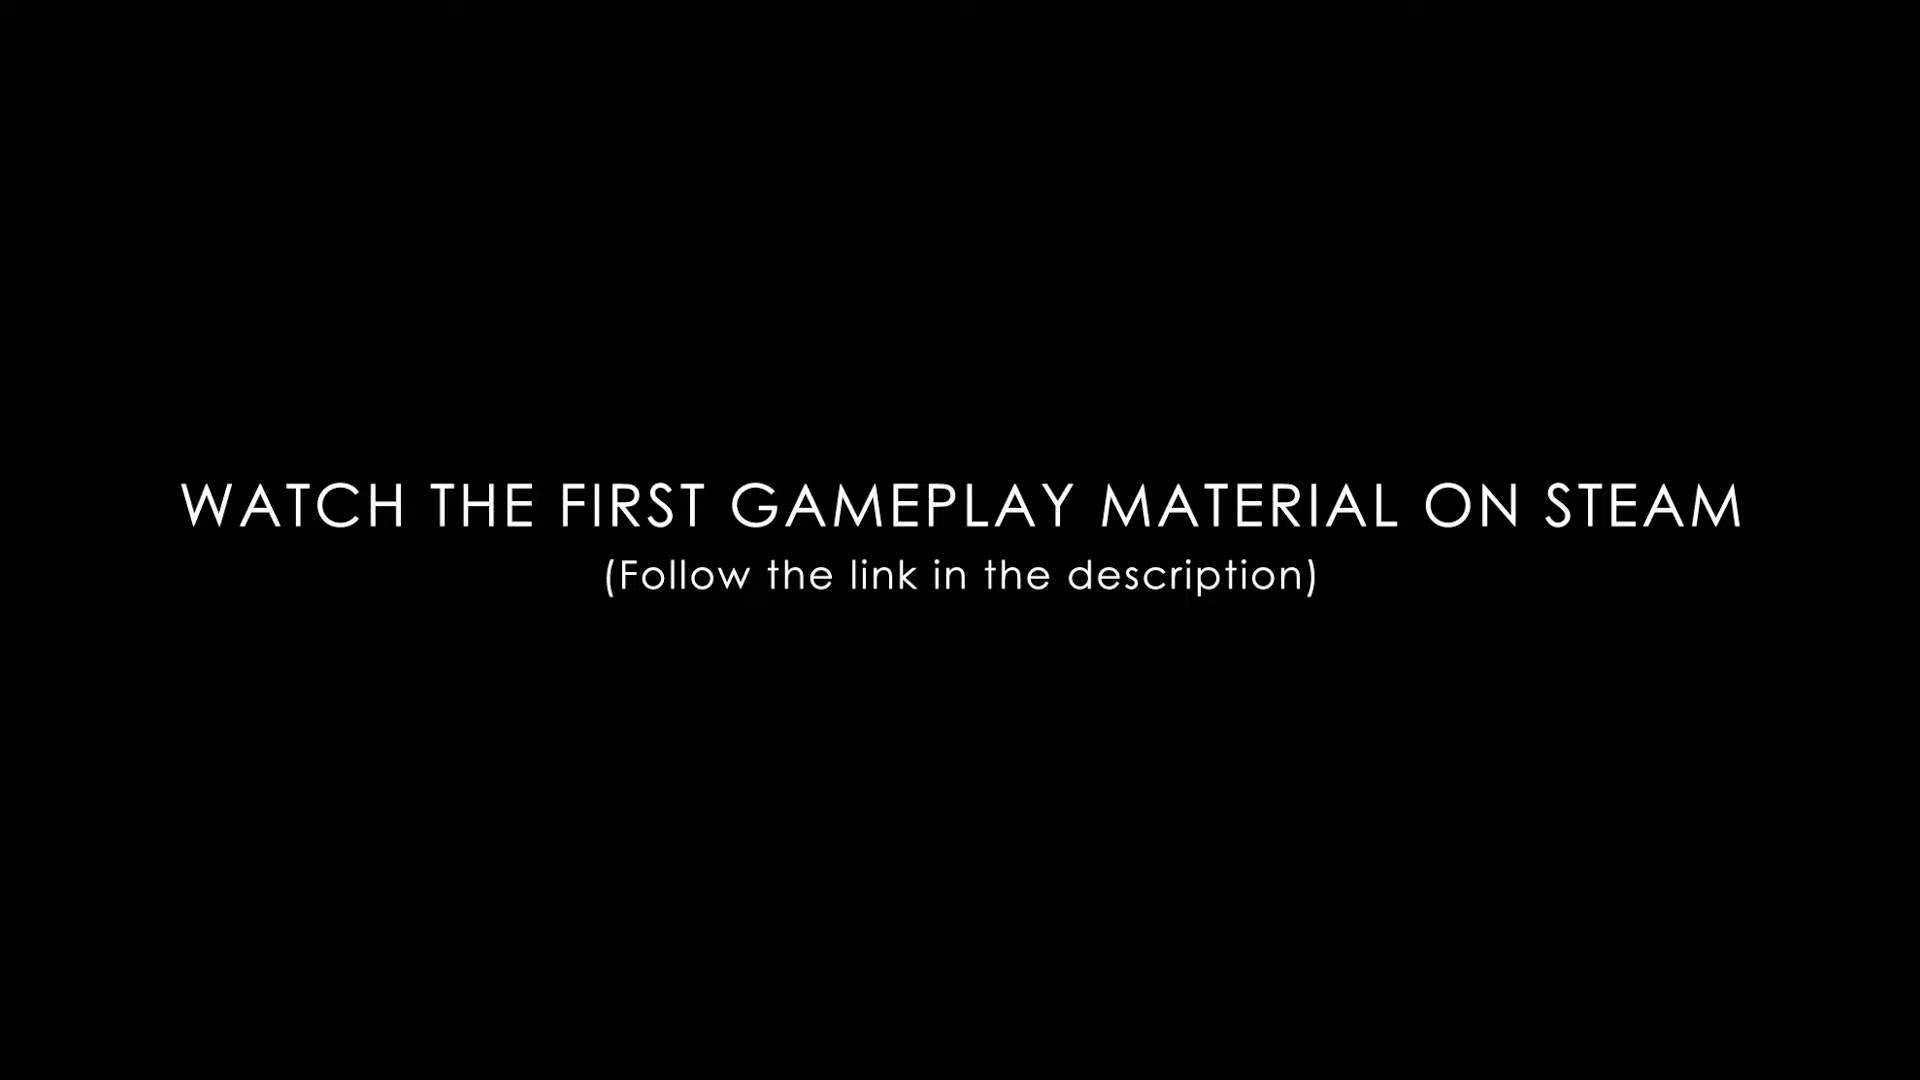 WATCH THE FIRST GAMEPLAY MATERIAL ON STEAM
(Follow the link in the description)